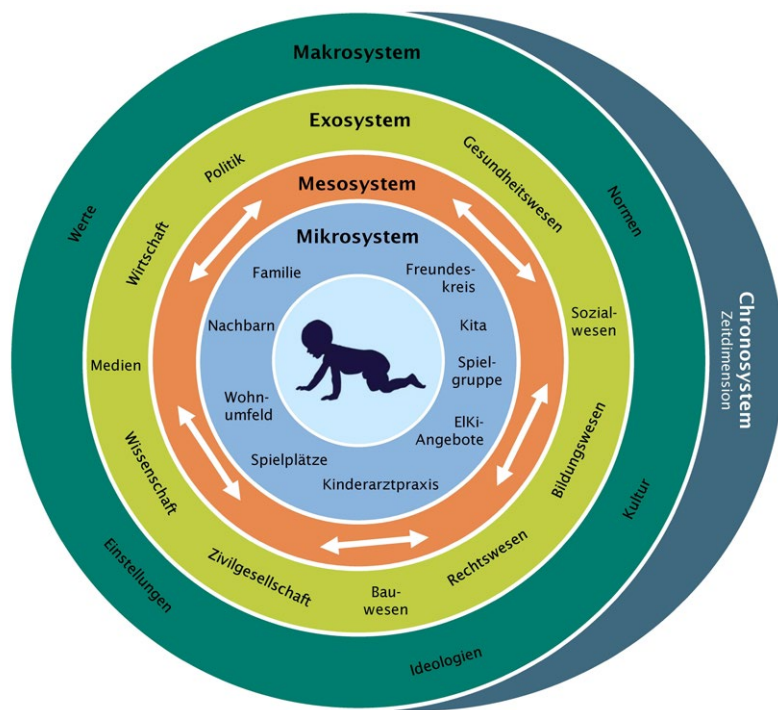 Makrosystem
Werte
Normen
Kultur
Ideologien
Einstellungen
Exosystem
Politik
Gesundheitswesen
Wirtschaft
Sozial-
wesen
Medien
Bildungswesen
Wissenschaft
Rechtswesen
Zivilgesellschaft
Bau-
wesen
Mesosystem
Mikrosystem
Familie
Freundes-
kreis
Nachbarn
Kita
Spiel-
gruppe
Wohn-
umfeld
ElKi-
Angebote
Spielplätze
Kinderarztpraxis
Chronosystem
Zeitdimension